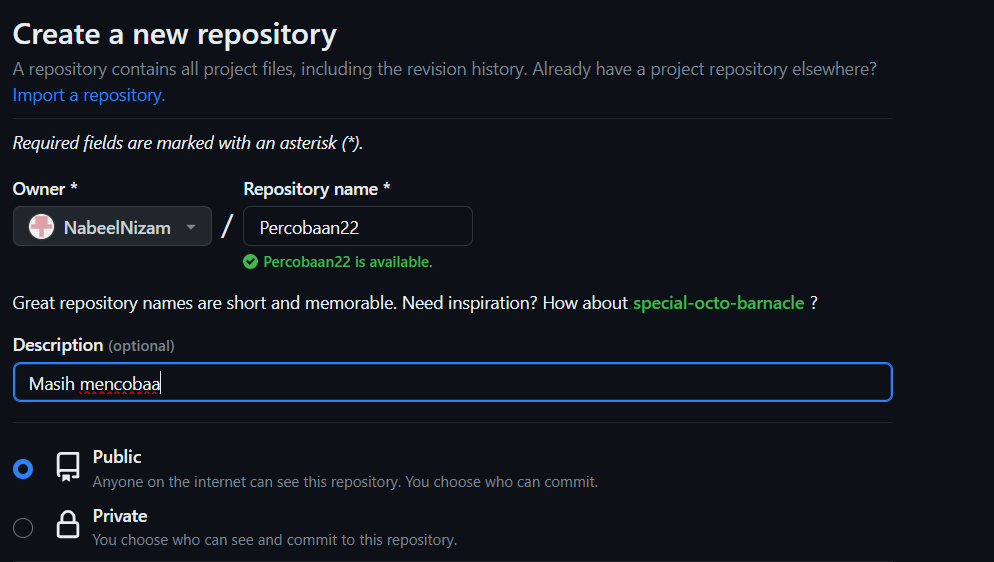 Create a new repository
A repository contains all project files, including the revision history. Already have a project repository elsewhere?
Import a repository.
Required fields are marked with an asterisk (*).
Owner * Repository name *
NabeelNizam / Percobaan22
Percobaan22 is available.
Great repository names are short and memorable. Need inspiration? How about special-octo-barnacle ?
Description (optional)
Masih mencobaa
Public
Anyone on the internet can see this repository. You choose who can commit.
Private
You choose who can see and commit to this repository.